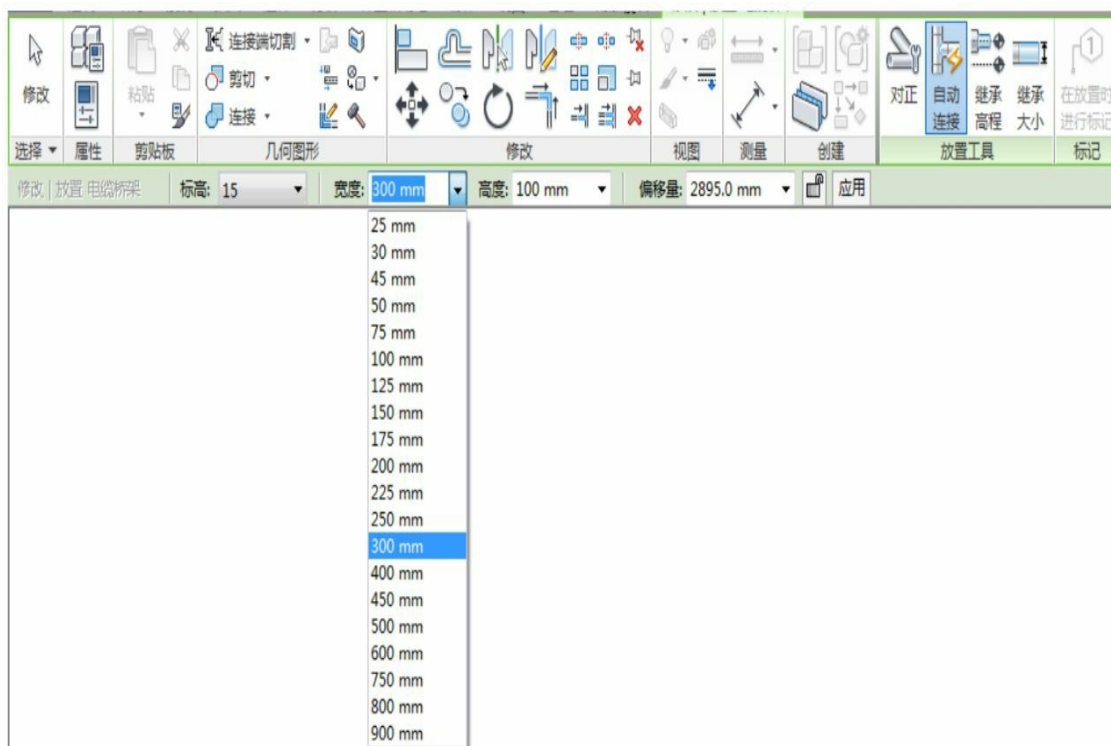 连接端切割
修改 粘贴 剪切 对正 自动 继承 继承 在放置时
连接 连接 高程 大小 进行标记
选择 属性 剪贴板 几何图形 修改 视图 测量 创建 放置工具 标记
修改 | 放置 电缆桥架 标高: 15 宽度: 300 mm 高度: 100 mm 偏移量: 2895.0 mm 应用
25 mm
30 mm
45 mm
50 mm
75 mm
100 mm
125 mm
150 mm
175 mm
200 mm
225 mm
250 mm
300 mm
400 mm
450 mm
500 mm
600 mm
750 mm
800 mm
900 mm